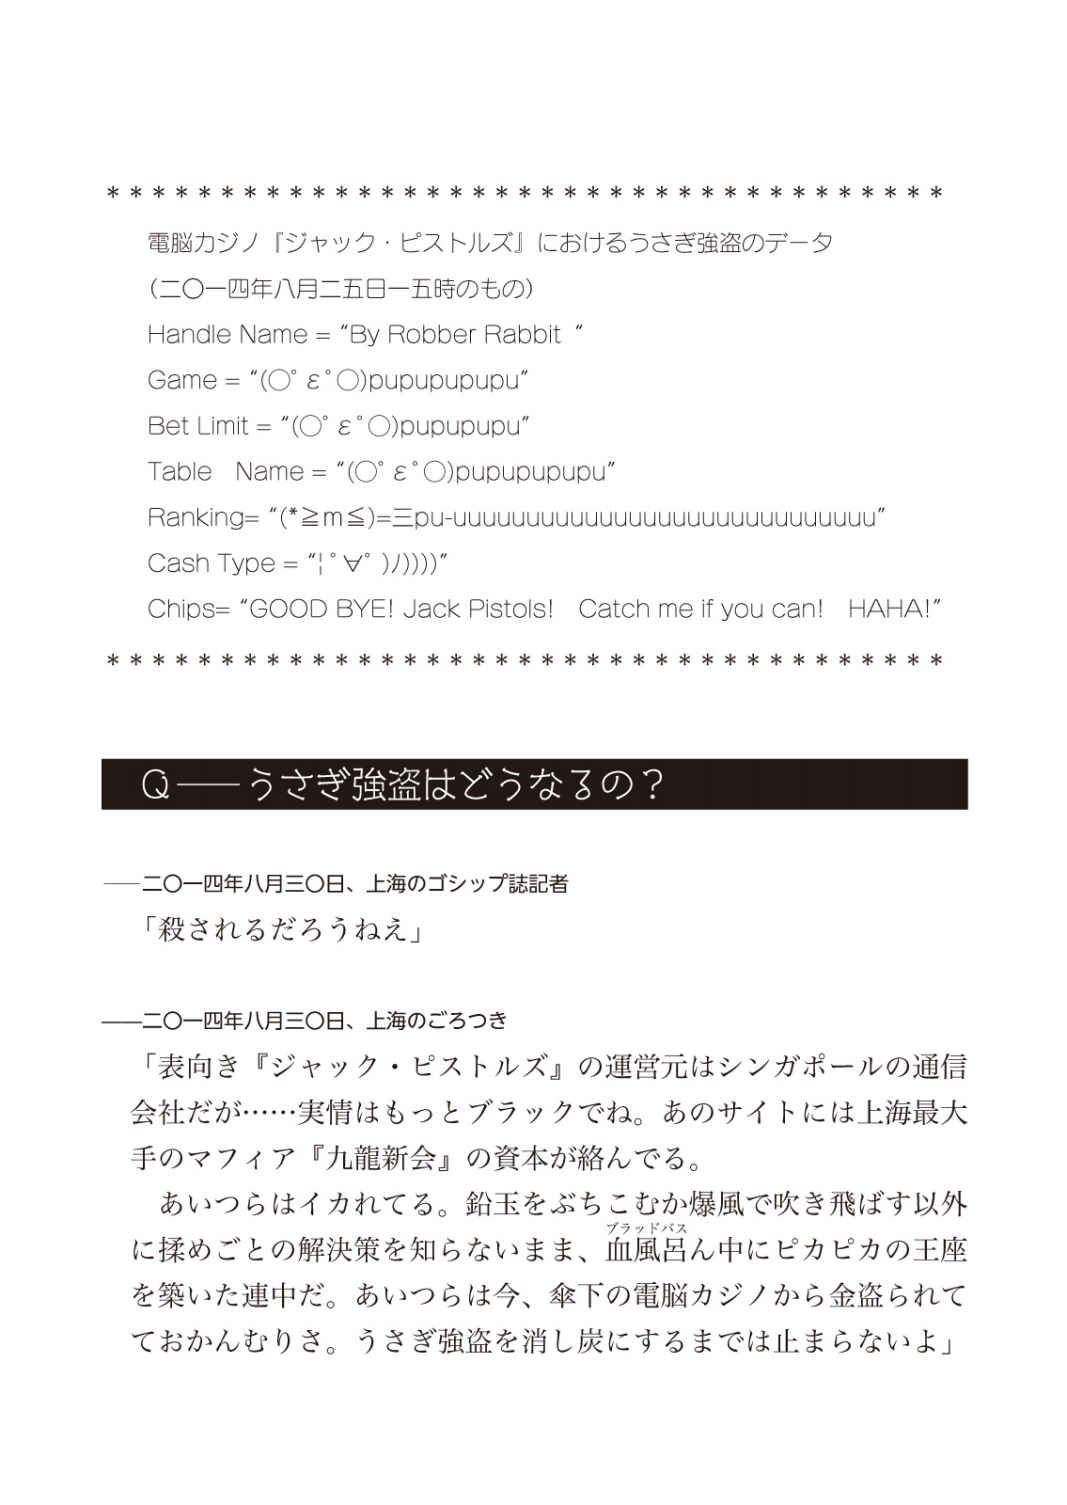 ＊＊＊＊＊＊＊＊＊＊＊＊＊＊＊＊＊＊＊＊＊＊＊＊＊＊＊＊＊＊＊＊＊＊＊＊＊
電脳カジノ『ジャック・ピストルズ』におけるうさぎ強盗のデータ
（二〇一四年八月二五日一五時のもの）
Handle Name = “By Robber Rabbit “
Game = “(○ﾟ ε ﾟ○)pupupupupu”
Bet Limit = “(○ﾟ ε ﾟ○)pupupupu”
Table　Name = “(○ﾟ ε ﾟ○)pupupupupu”
Ranking= “(*≧m≦)=三pu-uuuuuuuuuuuuuuuuuuuuuuuuuuuuu”
Cash Type = “¦ ﾟ ∀ ﾟ )ﾉ))))”
Chips= “GOOD BYE! Jack Pistols!　Catch me if you can!　HAHA!”
＊＊＊＊＊＊＊＊＊＊＊＊＊＊＊＊＊＊＊＊＊＊＊＊＊＊＊＊＊＊＊＊＊＊＊＊＊
Q――うさぎ強盗はどうなるの？
――二〇一四年八月三〇日、上海のゴシップ誌記者
「殺されるだろうねえ」
――二〇一四年八月三〇日、上海のごろつき
「表向き『ジャック・ピストルズ』の運営元はシンガポールの通信
会社だが……実情はもっとブラックでね。あのサイトには上海最大
手のマフィア『九龍新会』の資本が絡んでる。
　あいつらはイカれてる。鉛玉をぶちこむか爆風で吹き飛ばす以外
ブラッドバス
に揉めごとの解決策を知らないまま、血風呂ん中にピカピカの王座
を築いた連中だ。あいつらは今、傘下の電脳カジノから金盗られて
ておかんむりさ。うさぎ強盗を消し炭にするまでは止まらないよ」